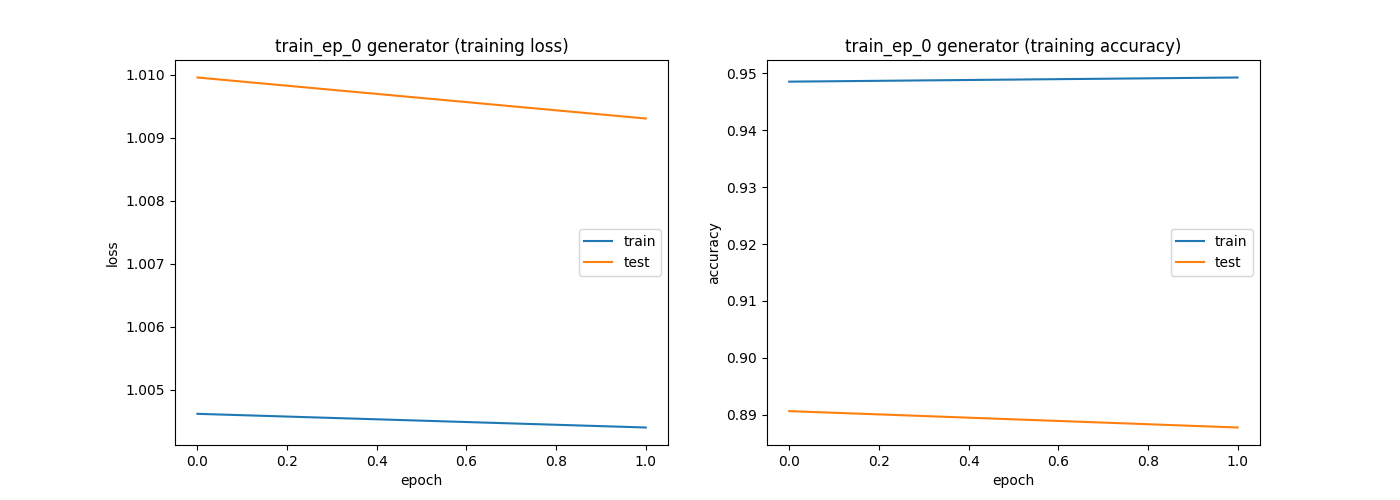 train_ep_0 generator (training loss)
1.010
1.009
1.008
1.007
1.006
1.005
loss
train
test
0.0 0.2 0.4 0.6 0.8 1.0
epoch
train_ep_0 generator (training accuracy)
0.95
0.94
0.93
0.92
0.91
0.90
0.89
accuracy
train
test
0.0 0.2 0.4 0.6 0.8 1.0
epoch